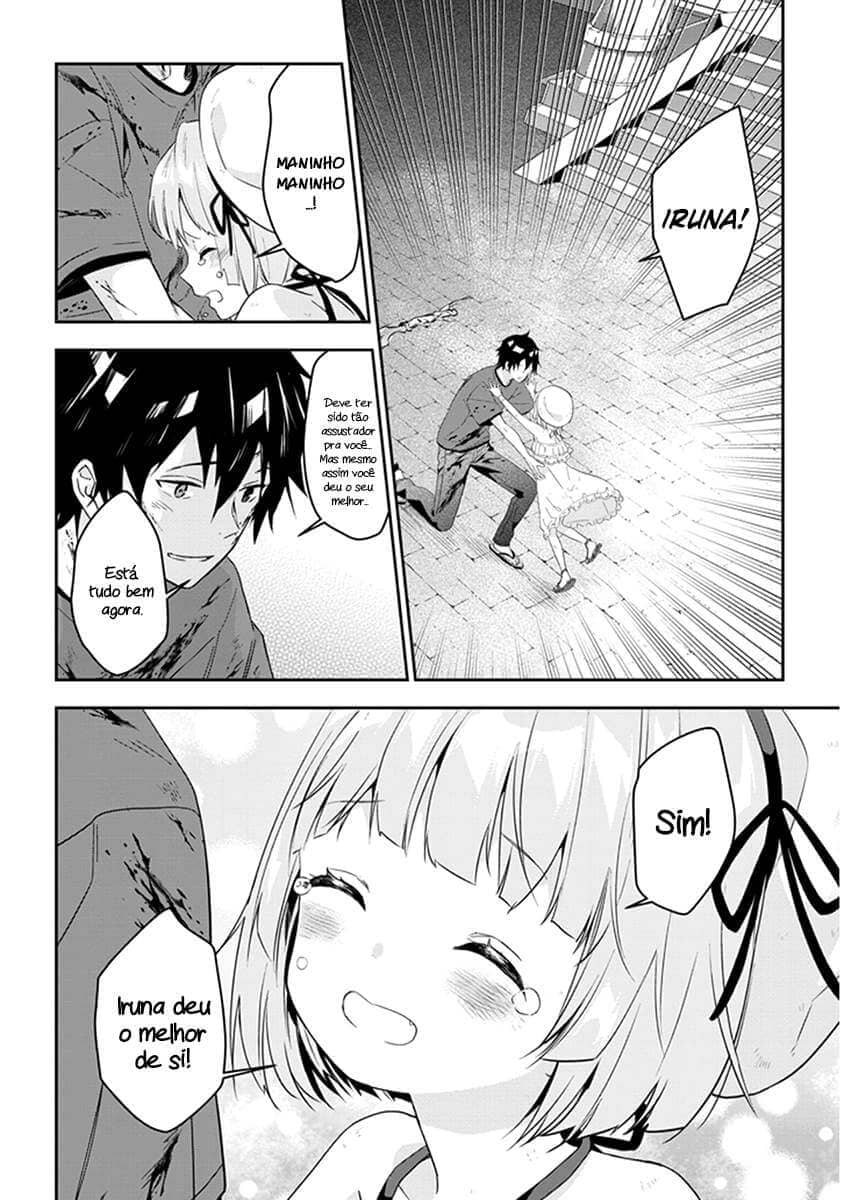 IRUNA!
MANINHO
MANINHO
...!
Deve ter
sido tão
assustador
pra você...
Mas mesmo
assim você
deu o seu
melhor...
Está
tudo bem
agora.
Sim!
Iruna deu
o melhor
de si!